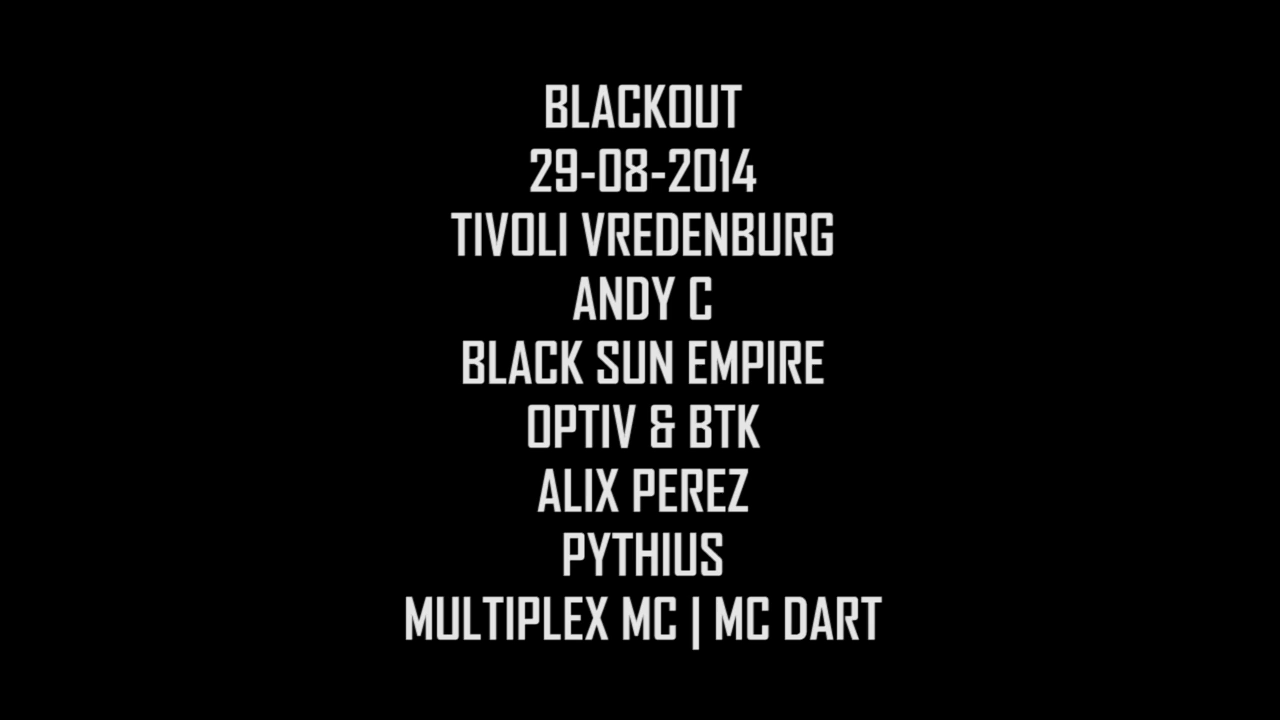 BLACKOUT
29-08-2014
TIVOLI VREDENBURG
ANDY C
BLACK SUN EMPIRE
OPTIV & BTK
ALIX PEREZ
PYTHIUS
MULTIPLEX MC | MC DART